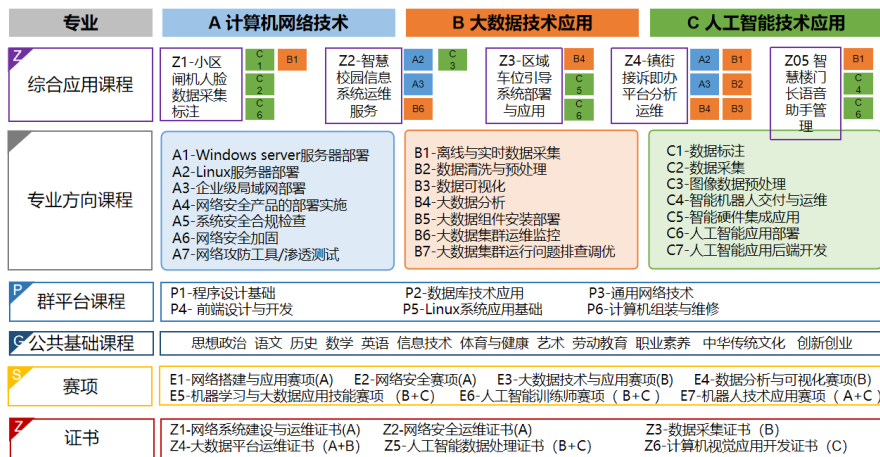 专业
A 计算机网络技术
B 大数据技术应用
C 人工智能技术应用
Z
综合应用课程
Z1-小区
闸机人脸
数据采集
标注
C1
B1
C2
C6
Z2-智慧
校园信息
系统运维
服务
A2
C3
A3
B6
Z3-区域
车位引导
系统部署
与应用
B4
C5
C6
Z4-镇街
接诉即办
平台分析
运维
A2
B1
A3
B2
B4
B3
Z05 智
慧楼门
长语音
助手管
理
B1
C4
C6
专业方向课程
A1-Windows server服务器部署
A2-Linux服务器部署
A3-企业级局域网部署
A4-网络安全产品的部署实施
A5-系统安全合规检查
A6-网络安全加固
A7-网络攻防工具/渗透测试
B1-离线与实时数据采集
B2-数据清洗与预处理
B3-数据可视化
B4-大数据分析
B5-大数据组件安装部署
B6-大数据集群运维监控
B7-大数据集群运行问题排查调优
C1-数据标注
C2-数据采集
C3-图像数据预处理
C4-智能机器人交付与运维
C5-智能硬件集成应用
C6-人工智能应用部署
C7-人工智能应用后端开发
P
群平台课程
P1-程序设计基础 P2-数据库技术应用 P3-通用网络技术
P4- 前端设计与开发 P5-Linux系统应用基础 P6-计算机组装与维修
G
公共基础课程
思想政治 语文 历史 数学 英语 信息技术 体育与健康 艺术 劳动教育 职业素养 中华传统文化 创新创业
S
赛项
E1-网络搭建与应用赛项(A) E2-网络安全赛项(A) E3-大数据技术与应用赛项(B) E4-数据分析与可视化赛项(B)
E5-机器学习与大数据应用技能赛项 （B+C） E6-人工智能训练师赛项（ B+C ） E7-机器人技术应用赛项（ A+C ）
Z
证书
Z1-网络系统建设与运维证书(A) Z2-网络安全运维证书(A) Z3-数据采集证书（B）
Z4-大数据平台运维证书（A+B） Z5-人工智能数据处理证书（B+C） Z6-计算机视觉应用开发证书（C）